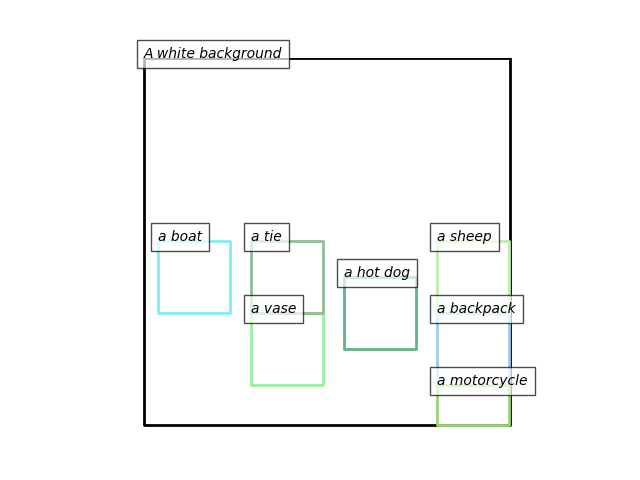 A white background
a boat
a tie
a sheep
a hot dog
a vase
a backpack
a motorcycle